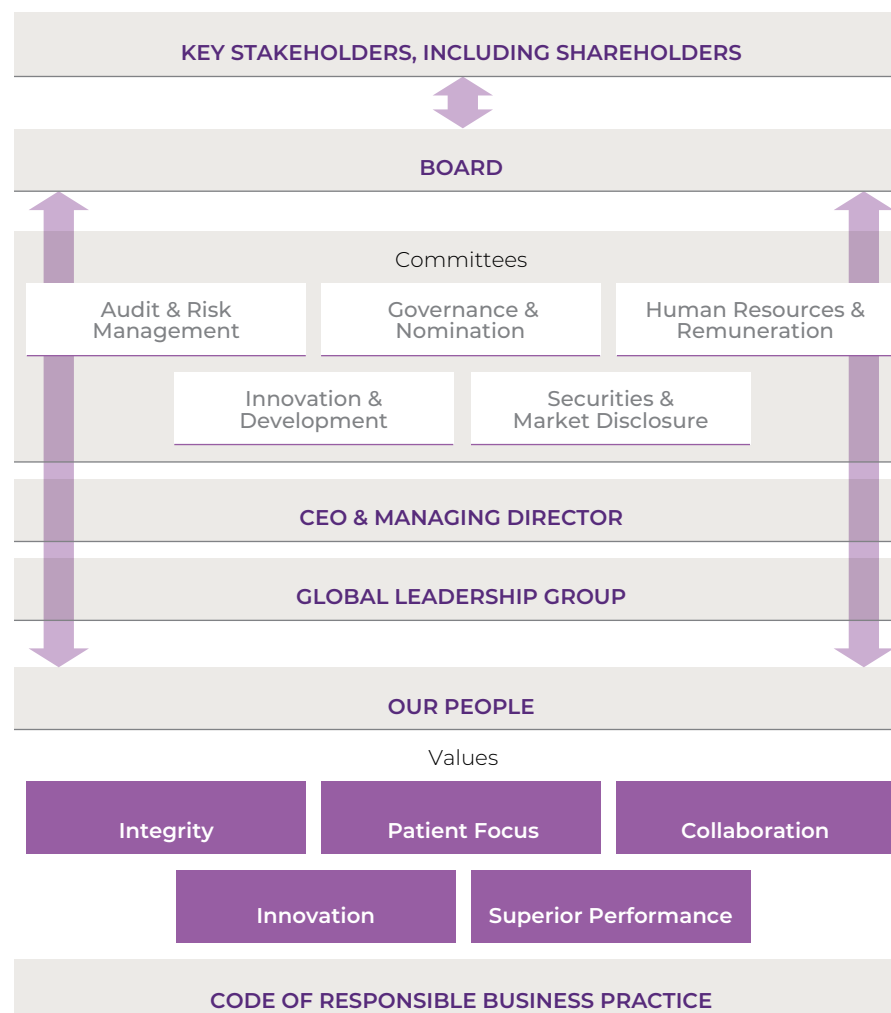 KEY STAKEHOLDERS, INCLUDING SHAREHOLDERS
BOARD
Committees
Audit & Risk
Management
Governance &
Nomination
Human Resources &
Remuneration
Innovation &
Development
Securities &
Market Disclosure
CEO & MANAGING DIRECTOR
GLOBAL LEADERSHIP GROUP
OUR PEOPLE
Values
Integrity
Patient Focus
Collaboration
Innovation
Superior Performance
CODE OF RESPONSIBLE BUSINESS PRACTICE